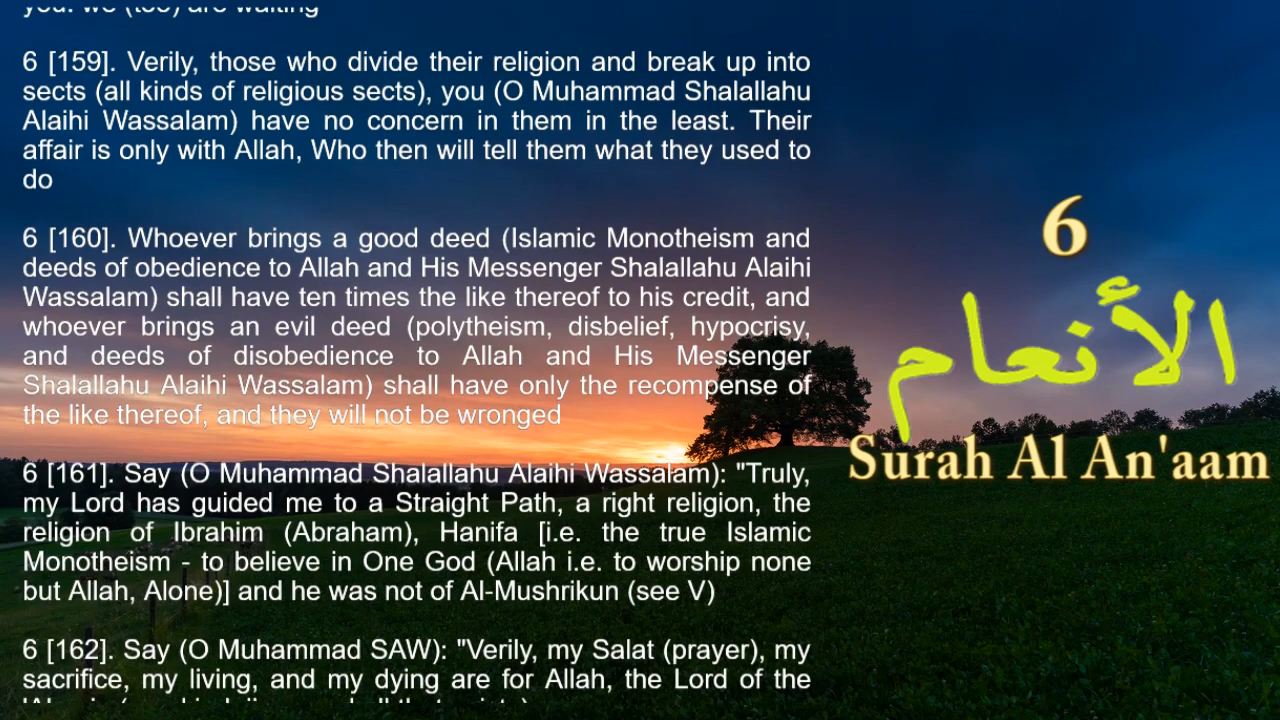 you. we (too) are waiting
6 [159]. Verily, those who divide their religion and break up into
sects (all kinds of religious sects), you (O Muhammad Shalallahu
Alaihi Wassalam) have no concern in them in the least. Their
affair is only with Allah, Who then will tell them what they used to
do
6 [160]. Whoever brings a good deed (Islamic Monotheism and
deeds of obedience to Allah and His Messenger Shalallahu Alaihi
Wassalam) shall have ten times the like thereof to his credit, and
whoever brings an evil deed (polytheism, disbelief, hypocrisy,
and deeds of disobedience to Allah and His Messenger
Shalallahu Alaihi Wassalam) shall have only the recompense of
the like thereof, and they will not be wronged
6 [161]. Say (O Muhammad Shalallahu Alaihi Wassalam): "Truly,
my Lord has guided me to a Straight Path, a right religion, the
religion of Ibrahim (Abraham), Hanifa [i.e. the true Islamic
Monotheism - to believe in One God (Allah i.e. to worship none
but Allah, Alone)] and he was not of Al-Mushrikun (see V)
6 [162]. Say (O Muhammad SAW): "Verily, my Salat (prayer), my
sacrifice, my living, and my dying are for Allah, the Lord of the
6
الأنعام
Surah Al An'aam